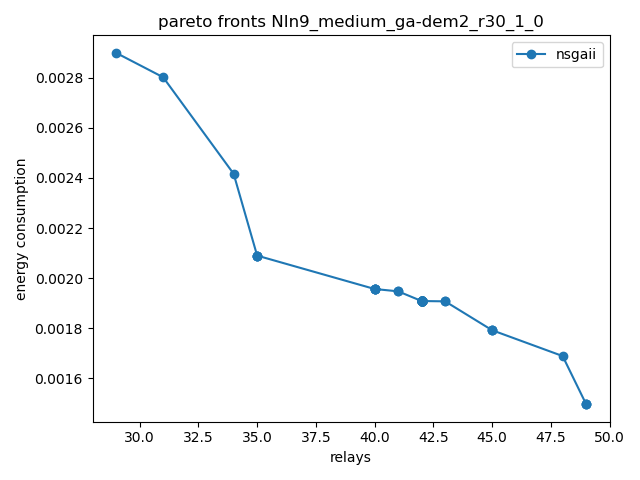 pareto fronts NIn9_medium_ga-dem2_r30_1_0
nsgaii
energy consumption
0.0028
0.0026
0.0024
0.0022
0.0020
0.0018
0.0016
30.0 32.5 35.0 37.5 40.0 42.5 45.0 47.5 50.0
relays